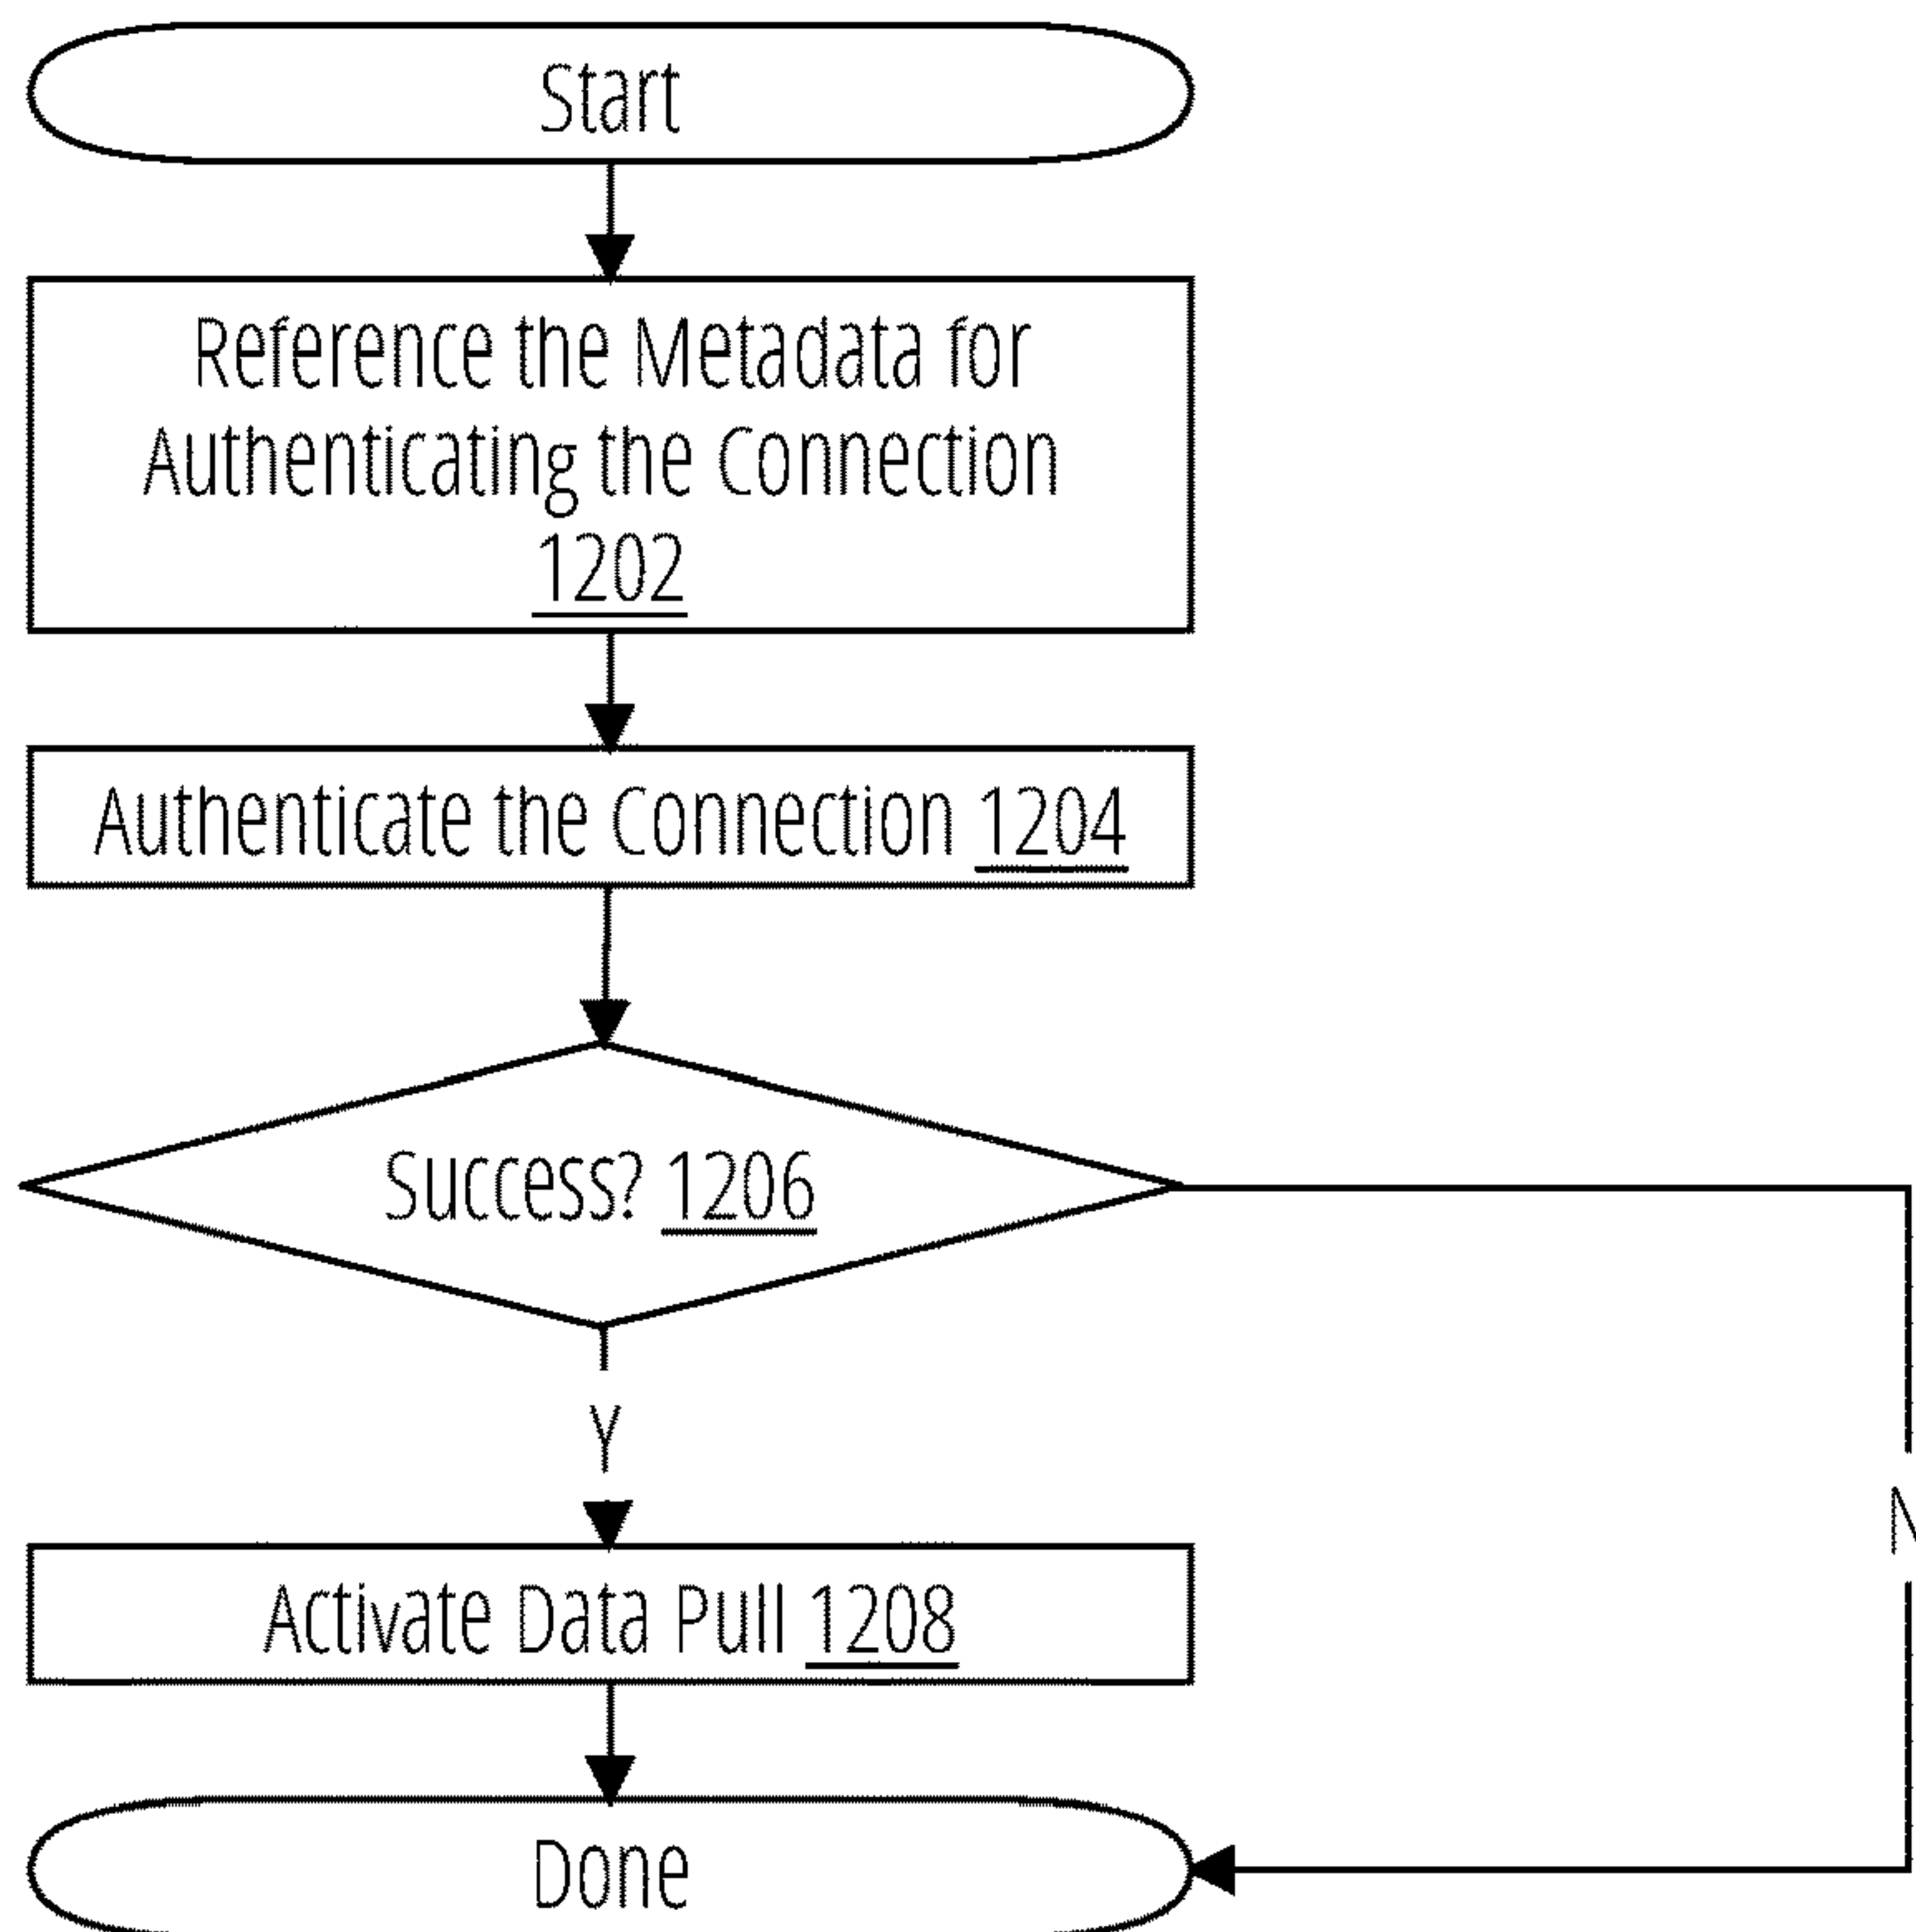 Start
Reference the Metadata for
Authenticating the Connection
1202
Authenticate the Connection 1204
Success? 1206
Y
N
Activate Data Pull 1208
Done